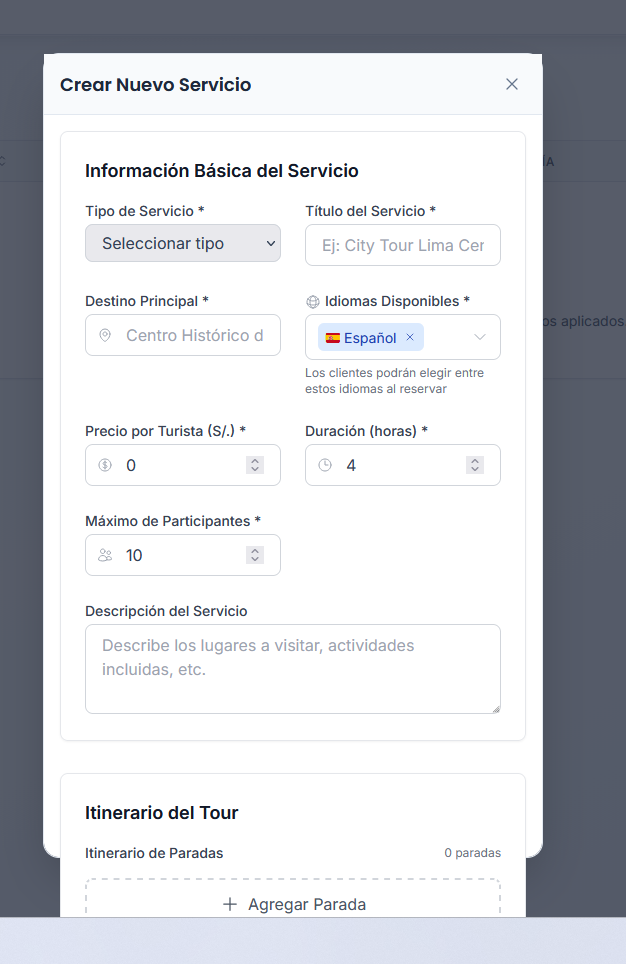 Crear Nuevo Servicio
ÍA
Información Básica del Servicio
Tipo de Servicio *
Título del Servicio *
Seleccionar tipo
Ej: City Tour Lima Cer
Destino Principal *
Idiomas Disponibles *
Centro Histórico d
Español ×
os aplicados
Los clientes podrán elegir entre
estos idiomas al reservar
Precio por Turista (S/.) *
Duración (horas) *
0
4
Máximo de Participantes *
10
Descripción del Servicio
Describe los lugares a visitar, actividades
incluidas, etc.
Itinerario del Tour
Itinerario de Paradas
0 paradas
+ Agregar Parada